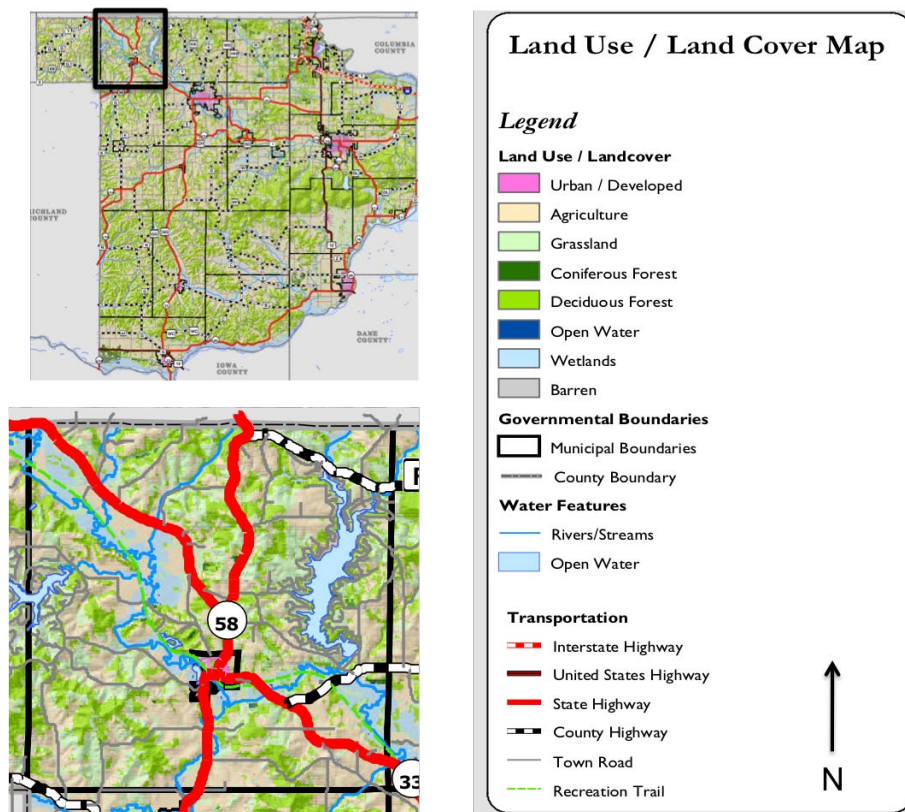 COLUMBIA
COUNTY
RICHLAND
COUNTY
DANE
COUNTY
IOWA
COUNTY
58
33
Land Use / Land Cover Map
Legend
Land Use / Landcover
Urban / Developed
Agriculture
Grassland
Coniferous Forest
Deciduous Forest
Open Water
Wetlands
Barren
Governmental Boundaries
Municipal Boundaries
County Boundary
Water Features
Rivers/Streams
Open Water
Transportation
Interstate Highway
United States Highway
State Highway
County Highway
Town Road
Recreation Trail
N